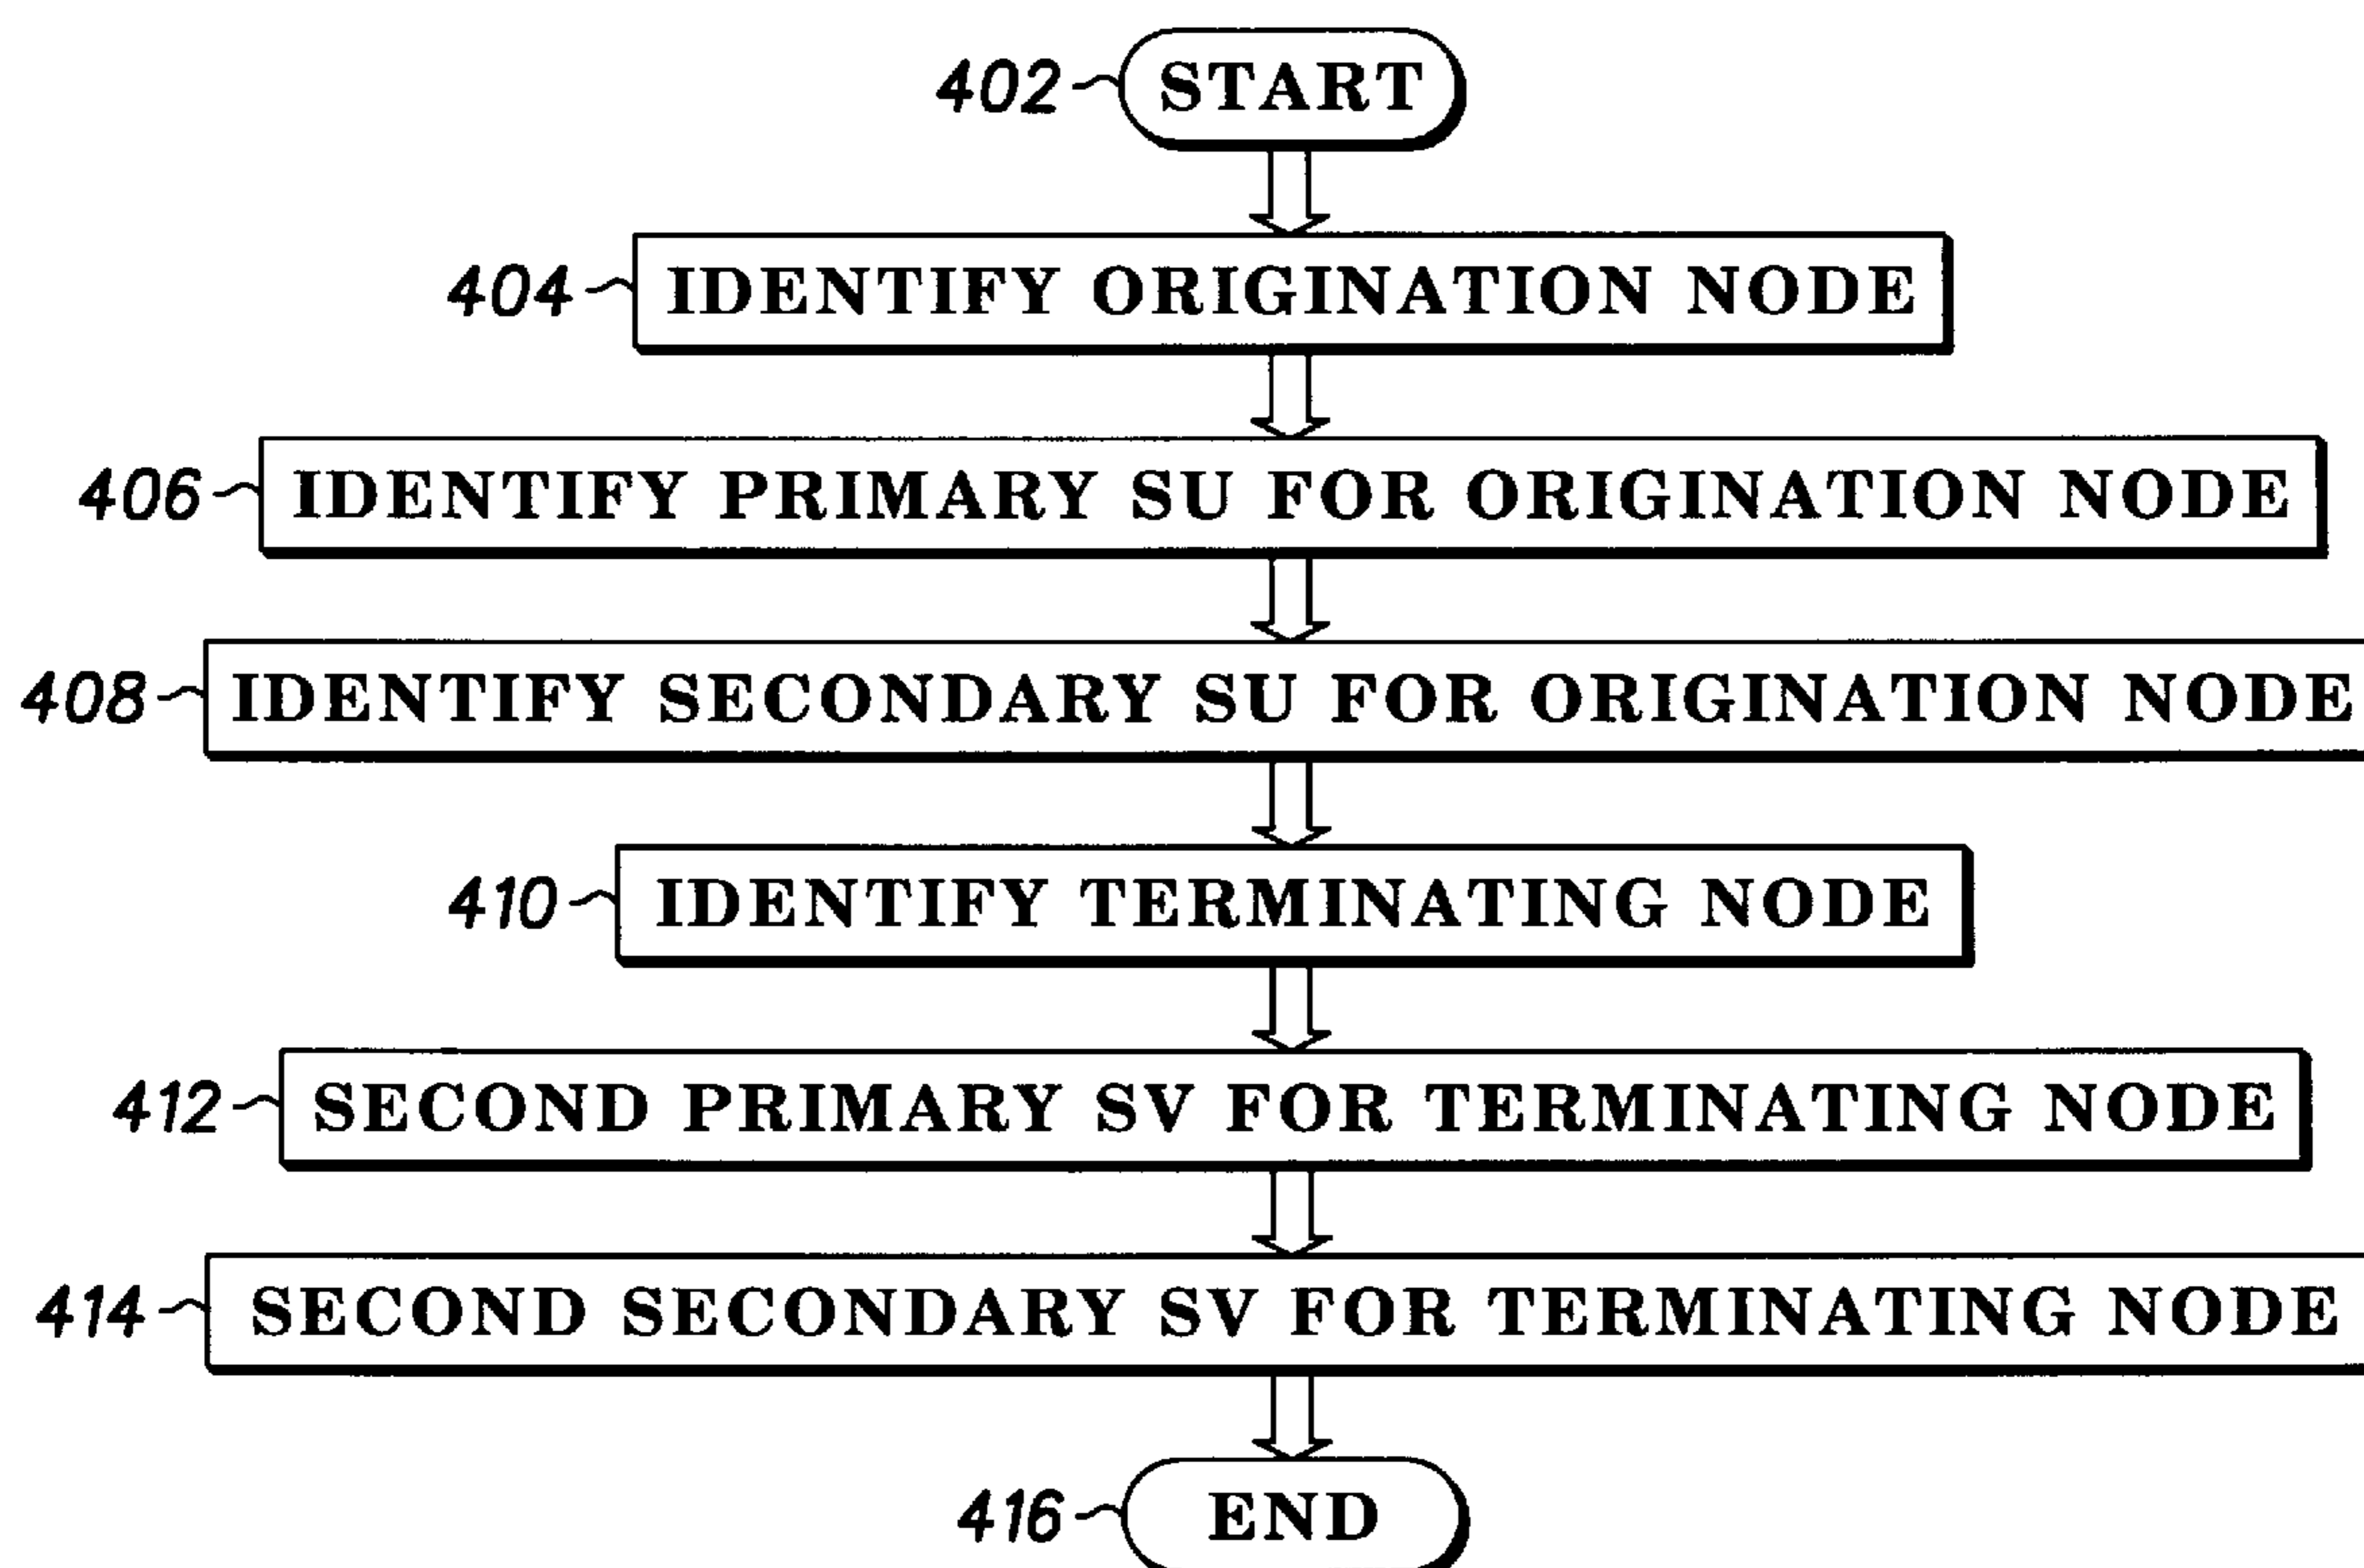 402 START
404 IDENTIFY ORIGINATION NODE
406 IDENTIFY PRIMARY SU FOR ORIGINATION NODE
408 IDENTIFY SECONDARY SU FOR ORIGINATION NODE
410 IDENTIFY TERMINATING NODE
412 SECOND PRIMARY SV FOR TERMINATING NODE
414 SECOND SECONDARY SV FOR TERMINATING NODE
416 END